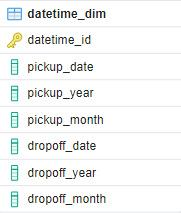 datetime_dim
datetime_id
pickup_date
pickup_year
pickup_month
dropoff_date
dropoff_year
dropoff_month